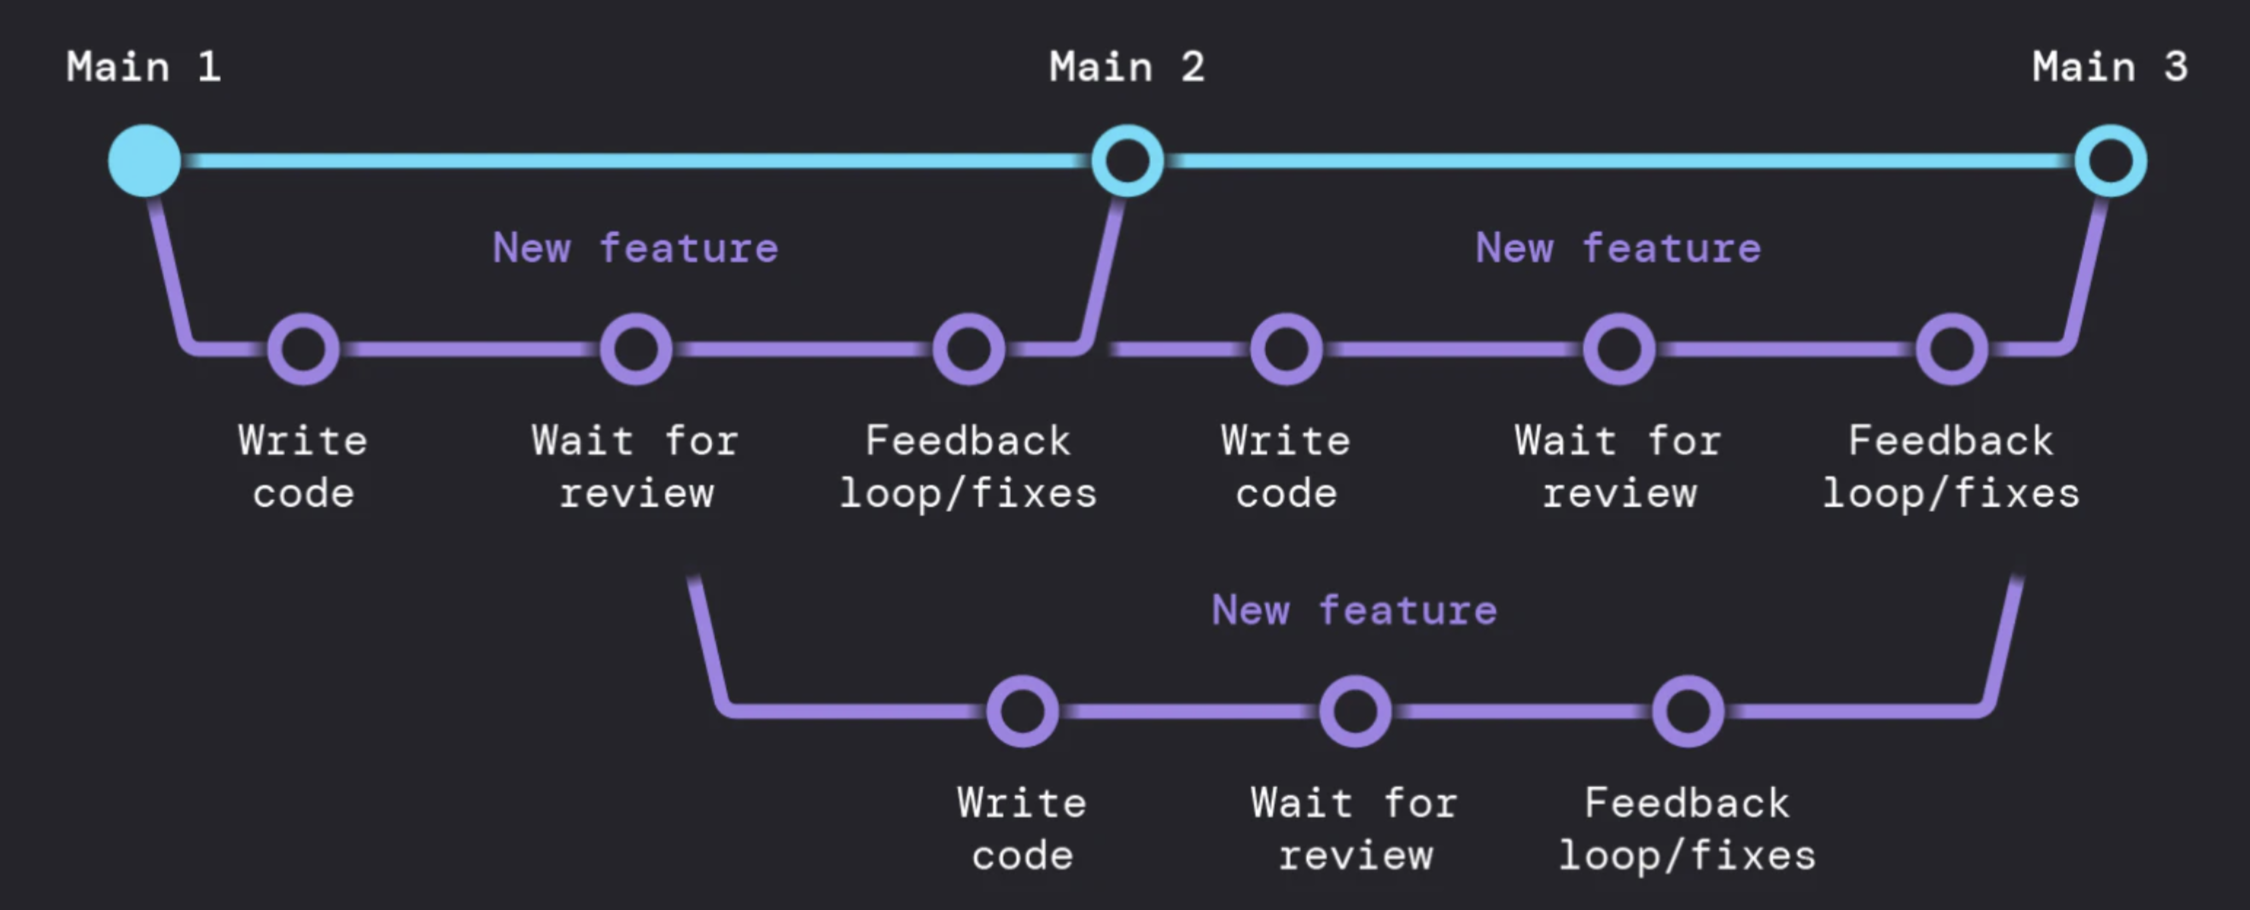 Main 1
Main 2
Main 3
New feature
New feature
Write
code
Wait for
review
Feedback
loop/fixes
Write
code
Wait for
review
Feedback
loop/fixes
New feature
Write
code
Wait for
review
Feedback
loop/fixes